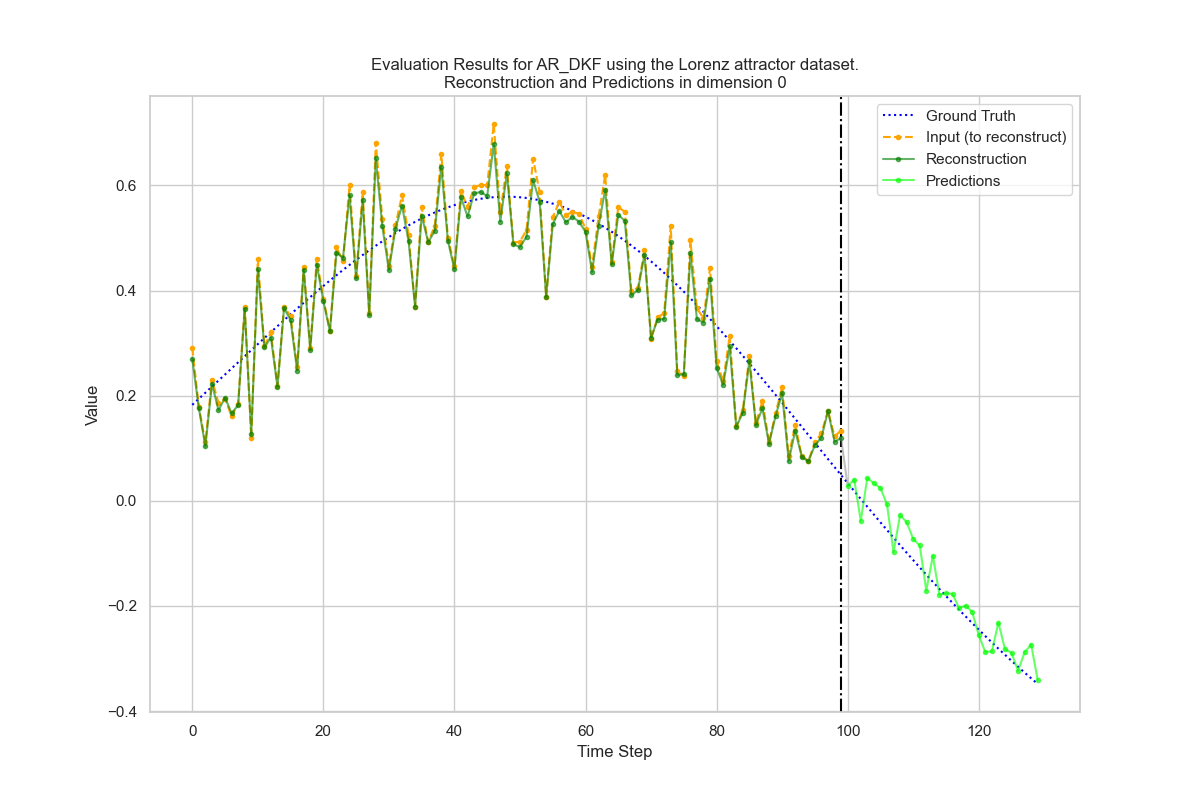 Evaluation Results for AR_DKF using the Lorenz attractor dataset.
Reconstruction and Predictions in dimension 0
Ground Truth
Input (to reconstruct)
Reconstruction
Predictions
Value
0.6
0.4
0.2
0.0
−0.2
−0.4
0 20 40 60 80 100 120
Time Step